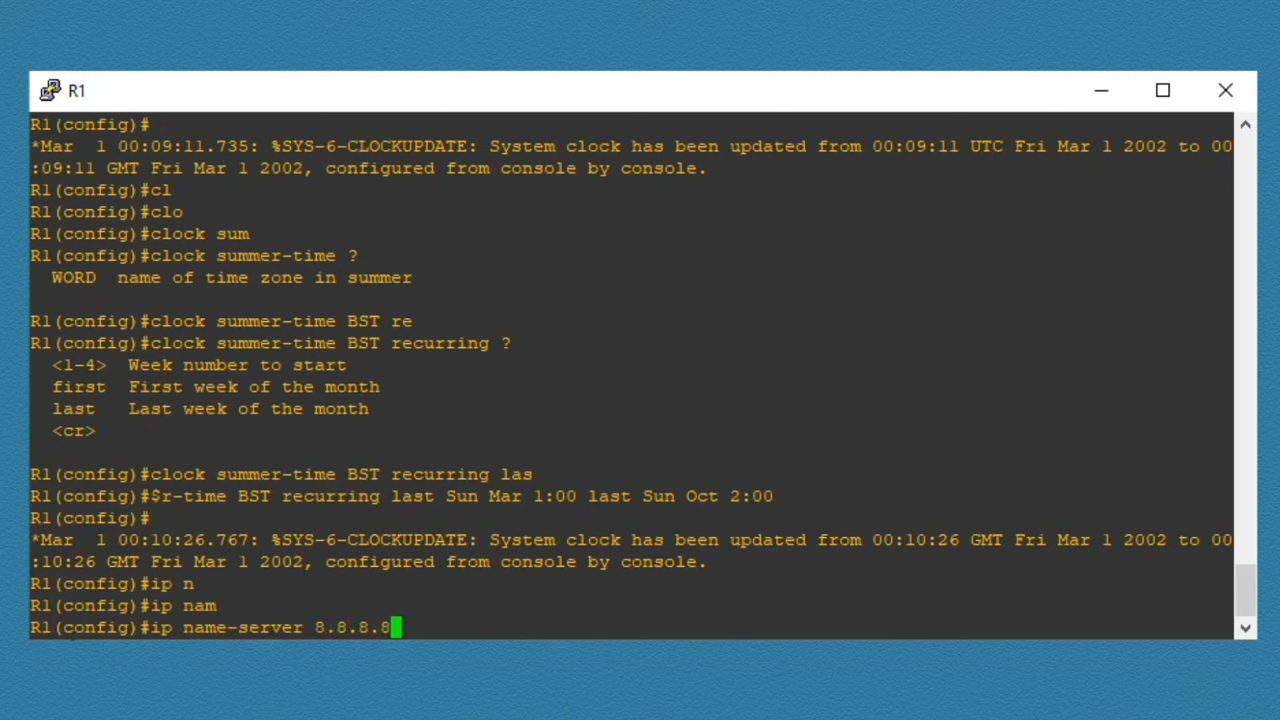 R1
R1(config)#
*Mar  1 00:09:11.735: %SYS-6-CLOCKUPDATE: System clock has been updated from 00:09:11 UTC Fri Mar 1 2002 to 00
:09:11 GMT Fri Mar 1 2002, configured from console by console.
R1(config)#cl
R1(config)#clo
R1(config)#clock sum
R1(config)#clock summer-time ?
  WORD  name of time zone in summer
R1(config)#clock summer-time BST re
R1(config)#clock summer-time BST recurring ?
  <1-4>  Week number to start
  first  First week of the month
  last   Last week of the month
  <cr>
R1(config)#clock summer-time BST recurring las
R1(config)#$r-time BST recurring last Sun Mar 1:00 last Sun Oct 2:00
R1(config)#
*Mar  1 00:10:26.767: %SYS-6-CLOCKUPDATE: System clock has been updated from 00:10:26 GMT Fri Mar 1 2002 to 00
:10:26 GMT Fri Mar 1 2002, configured from console by console.
R1(config)#ip n
R1(config)#ip nam
R1(config)#ip name-server 8.8.8.8